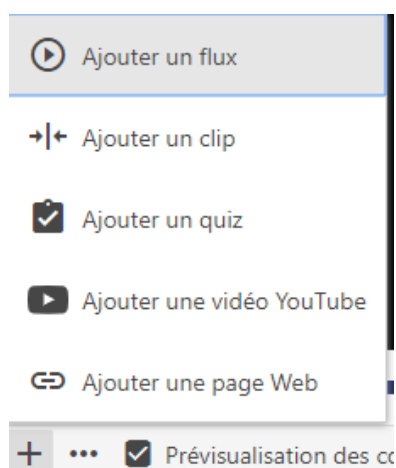 Ajouter un flux
Ajouter un clip
Ajouter un quiz
Ajouter une vidéo YouTube
Ajouter une page Web
Prévisualisation des